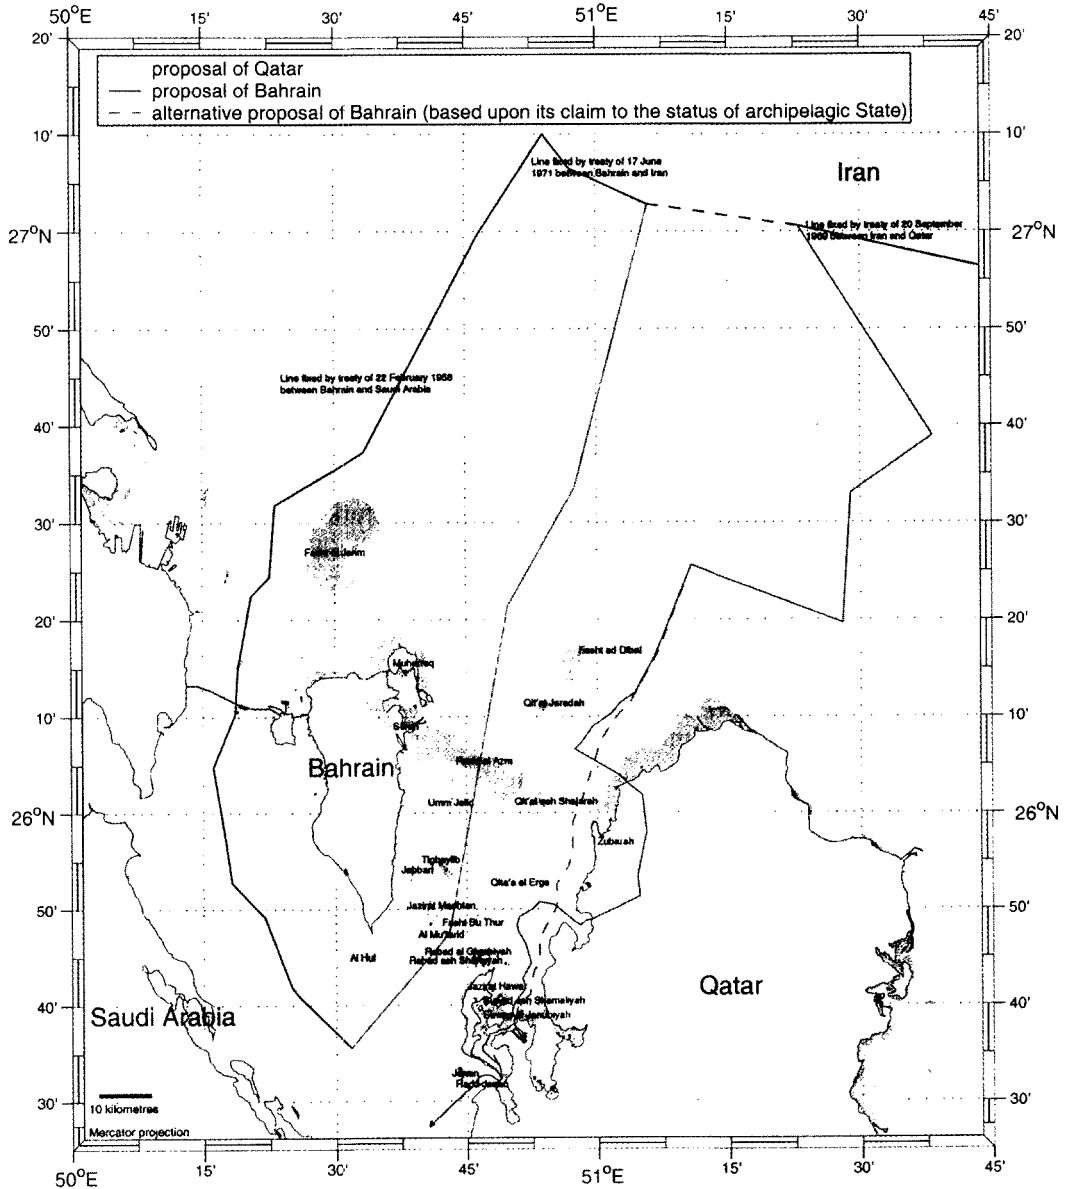 50°E 15' 30' 45' 51°E 15' 30' 45'
20' 20'
proposal of Qatar
proposal of Bahrain
alternative proposal of Bahrain (based upon its claim to the status of archipelagic State)
10' 10'
Line fixed by treaty of 17 June
1971 between Bahrain and Iran
Iran
Line fixed by treaty of 20 September
1969 between Iran and Qatar
27°N 27°N
50' 50'
Line fixed by treaty of 22 February 1958
between Bahrain and Saudi Arabia
40' 40'
30' 30'
20' 20'
Fasht ad Dibal
Muharraq
Qit'at Jaradah
10' 10'
Sitrah
Bahrain
Umm Jalid
Qit'at ash Shajarah
26°N 26°N
Zubarah
Jabbari
Qita'a el Erge
Jazirat Mashtan
50' 50'
Fasht Bu Thur
Al Mu'tarid
Rabad al Gharbiyah
Rabad ash Sharqiyah
Al Hul
Jazirat Hawar
Qatar
40' 40'
Saudi Arabia
Janan
30' 30'
10 kilometres
Mercator projection
50°E 15' 30' 45' 51°E 15' 30' 45'